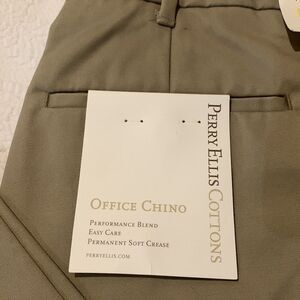 PERRY ELLIS COTTONS
OFFICE CHINO
PERFORMANCE BLEND
EASY CARE
PERMANENT SOFT CREASE
PERRYELLIS.COM